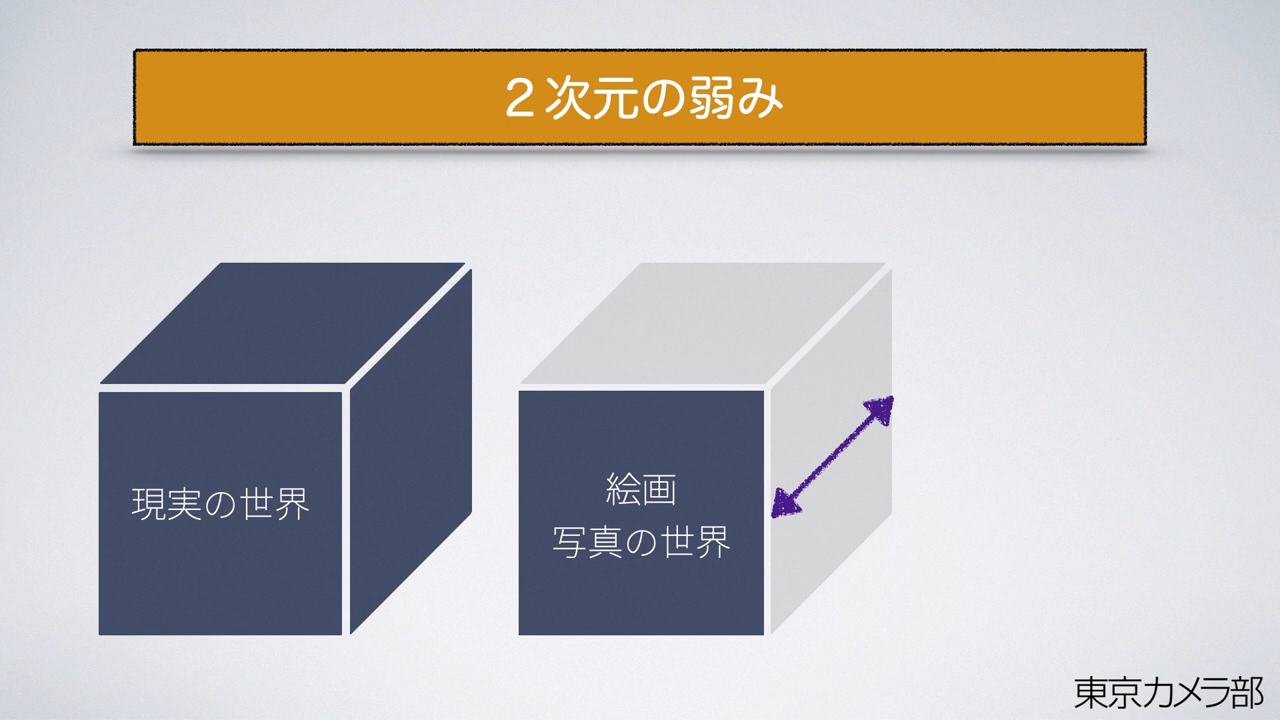 ２次元の弱み
現実の世界
絵画
写真の世界
東京カメラ部